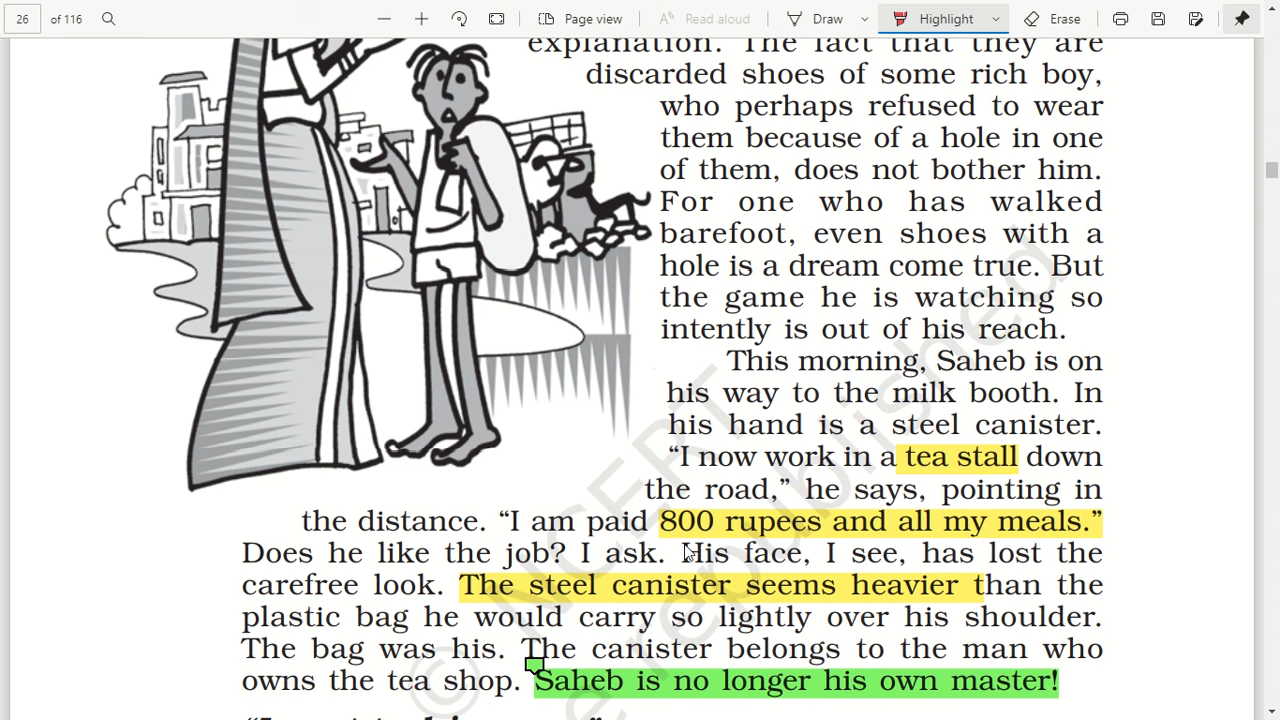 26 of 116 Page view Read aloud Draw Highlight Erase
explanation. The fact that they are
discarded shoes of some rich boy,
who perhaps refused to wear
them because of a hole in one
of them, does not bother him.
For one who has walked
barefoot, even shoes with a
hole is a dream come true. But
the game he is watching so
intently is out of his reach.
This morning, Saheb is on
his way to the milk booth. In
his hand is a steel canister.
“I now work in a tea stall down
the road,” he says, pointing in
the distance. “I am paid 800 rupees and all my meals.”
Does he like the job? I ask. His face, I see, has lost the
carefree look. The steel canister seems heavier than the
plastic bag he would carry so lightly over his shoulder.
The bag was his. The canister belongs to the man who
owns the tea shop. Saheb is no longer his own master!
© NCERT
republished